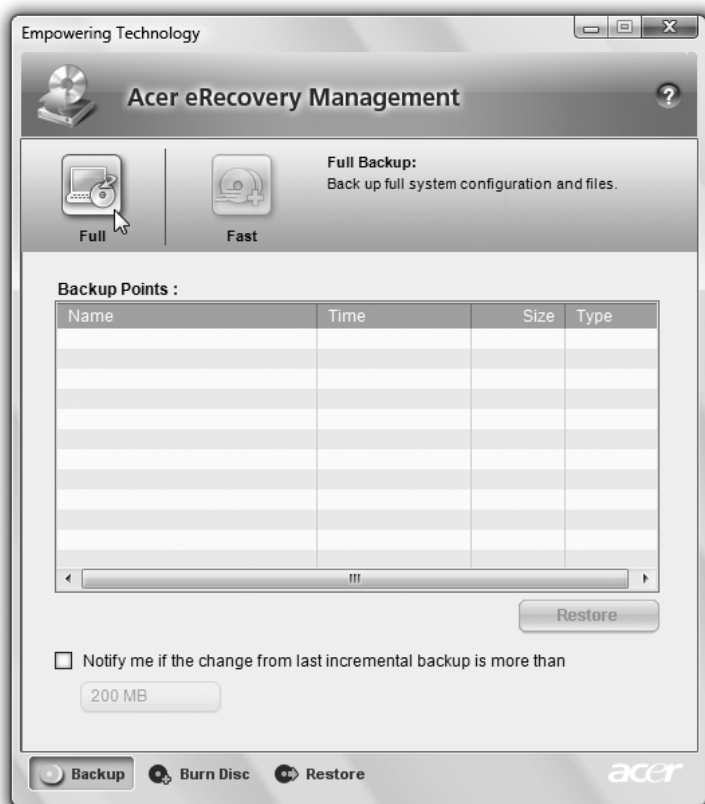 Empowering Technology
Acer eRecovery Management
?
Full Backup:
Back up full system configuration and files.
Full
Fast
Backup Points :
Name Time Size Type
Restore
Notify me if the change from last incremental backup is more than
200 MB
Backup Burn Disc Restore acer